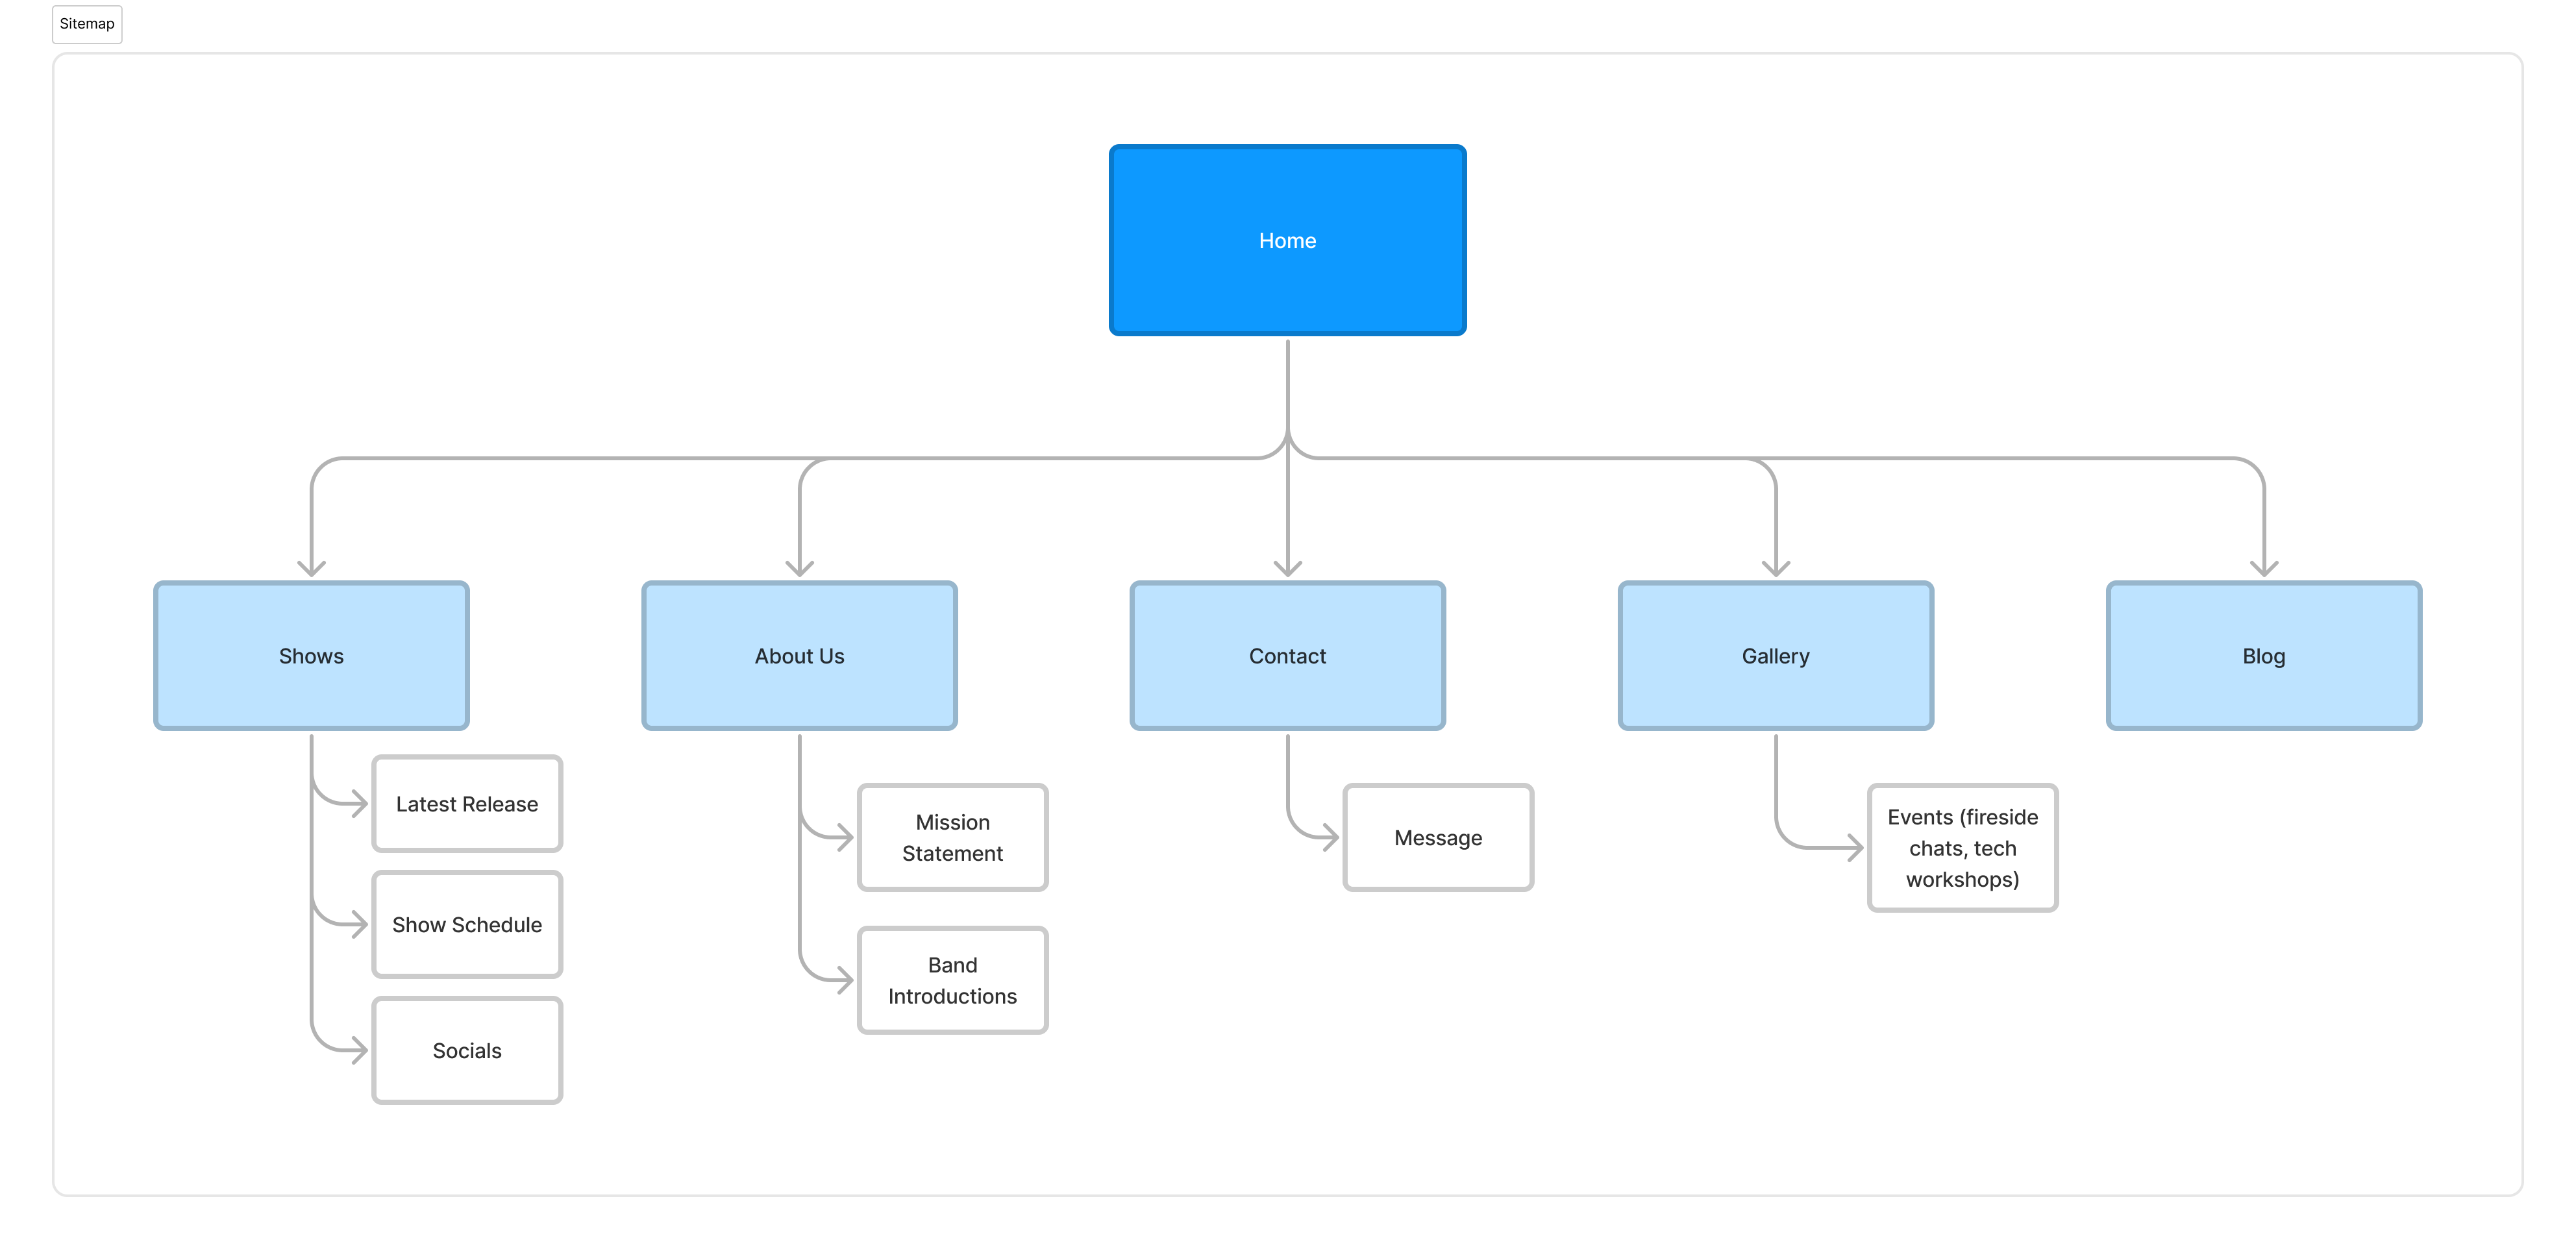 Sitemap
Home
Shows
About Us
Contact
Gallery
Blog
Latest Release
Show Schedule
Socials
Mission
Statement
Band
Introductions
Message
Events (fireside
chats, tech
workshops)